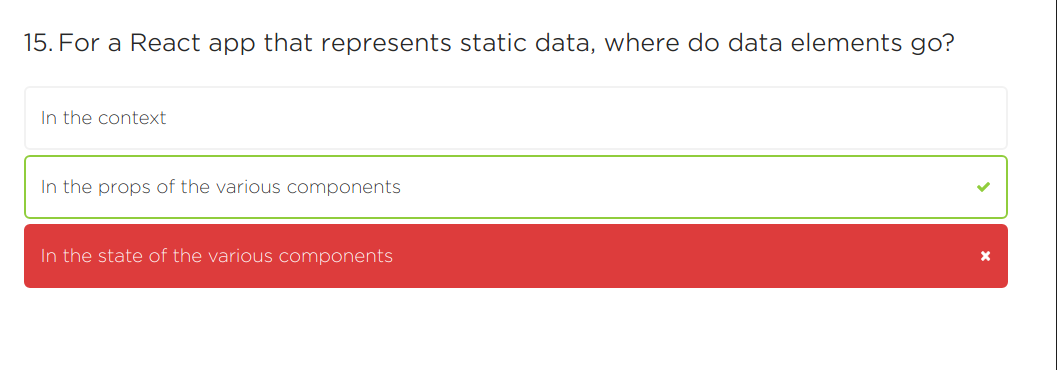 15. For a React app that represents static data, where do data elements go?
In the context
In the props of the various components
In the state of the various components